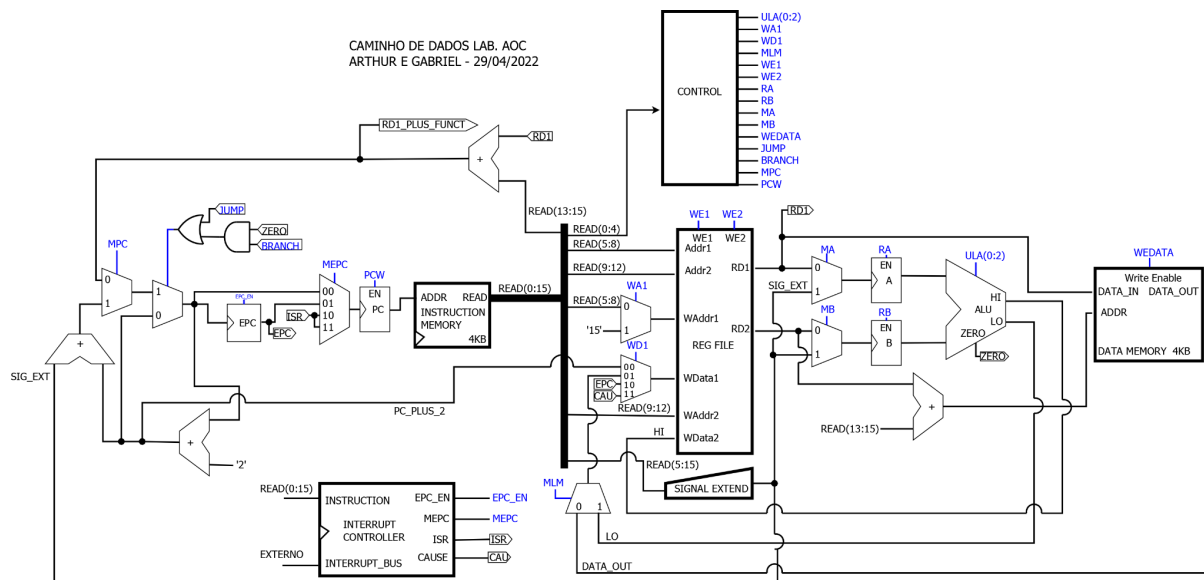 CAMINHO DE DADOS LAB. AOC
ARTHUR E GABRIEL - 29/04/2022
CONTROL
ULA(0:2)
WA1
WD1
MLM
WE1
WE2
RA
RB
MA
MB
WEDATA
JUMP
BRANCH
MPC
PCW
RD1_PLUS_FUNCT
RD1
+
READ(13:15)
JUMP
ZERO
BRANCH
MPC
0
1
1
0
EPC_EN
EPC
EPC
MEPC
00
01
10
11
ISR
PCW
EN
PC
ADDR READ
INSTRUCTION
MEMORY
4KB
READ(0:15)
READ(0:4)
READ(5:8)
READ(9:12)
READ(5:8)
WA1
0
1
'15'
WD1
00
01
10
11
EPC
CAU
READ(9:12)
HI
READ(5:15)
WE1 WE2
WE1 WE2
Addr1
Addr2
RD1
RD2
WAddr1
REG FILE
WData1
WAddr2
WData2
RD1
SIG_EXT
MA
0
1
RA
EN
A
MB
0
1
RB
EN
B
ULA(0:2)
HI
ALU
LO
ZERO
ZERO
WEDATA
Write Enable
DATA_IN DATA_OUT
ADDR
DATA MEMORY 4KB
+
READ(13:15)
SIGNAL EXTEND
MLM
0 1
LO
DATA_OUT
SIG_EXT
+
PC_PLUS_2
+
'2'
READ(0:15)
EXTERNO
INSTRUCTION
INTERRUPT
CONTROLLER
INTERRUPT_BUS
EPC_EN
MEPC
ISR
CAUSE
EPC_EN
MEPC
ISR
CAU